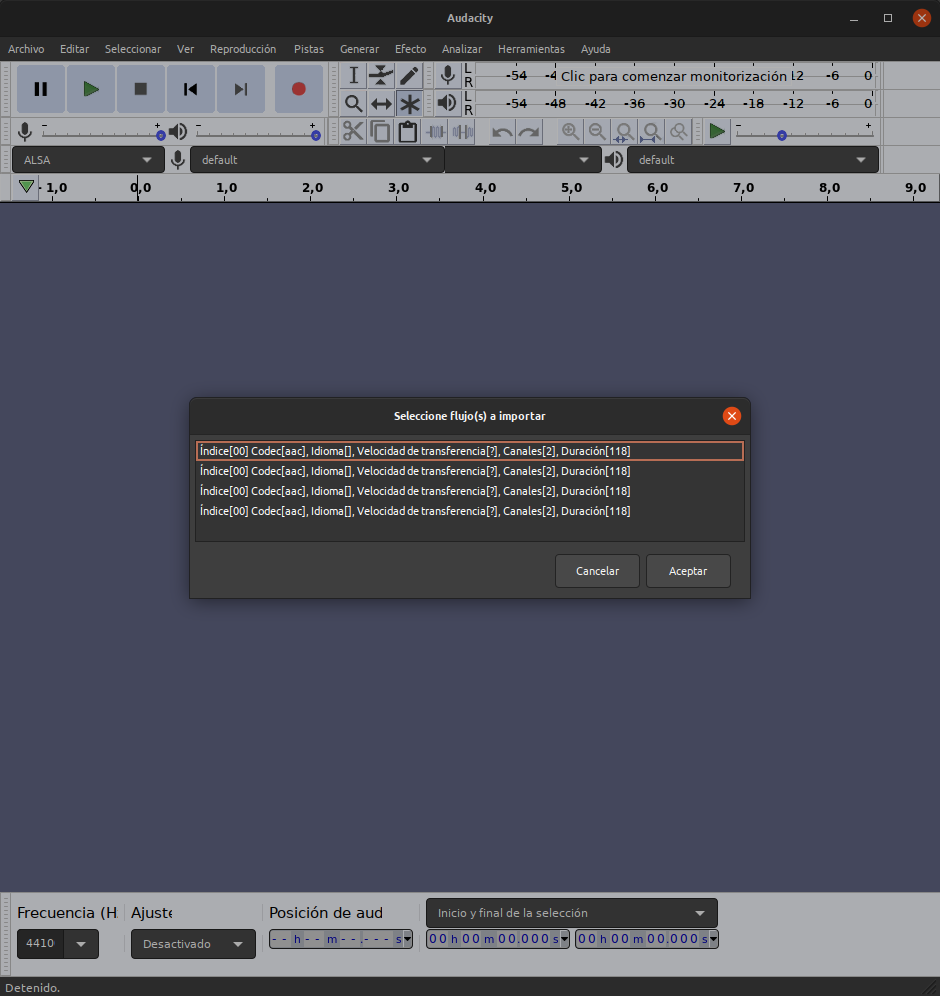 Audacity
Archivo Editar Seleccionar Ver Reproducción Pistas Generar Efecto Analizar Herramientas Ayuda
L R -54 -4 Clic para comenzar monitorización 12 -6 0
L R -54 -48 -42 -36 -30 -24 -18 -12 -6 0
- + - + - +
ALSA default default
- 1,0 0,0 1,0 2,0 3,0 4,0 5,0 6,0 7,0 8,0 9,0
Seleccione flujo(s) a importar
Índice[00] Codec[aac], Idioma[], Velocidad de transferencia[?], Canales[2], Duración[118]
Índice[00] Codec[aac], Idioma[], Velocidad de transferencia[?], Canales[2], Duración[118]
Índice[00] Codec[aac], Idioma[], Velocidad de transferencia[?], Canales[2], Duración[118]
Índice[00] Codec[aac], Idioma[], Velocidad de transferencia[?], Canales[2], Duración[118]
Cancelar Aceptar
Frecuencia (H Ajuste Posición de aud Inicio y final de la selección
4410 Desactivado - - h - - m - - . - - - s 0 0 h 0 0 m 0 0 . 0 0 0 s 0 0 h 0 0 m 0 0 . 0 0 0 s
Detenido.